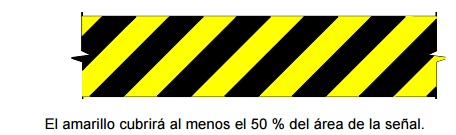 El amarillo cubrirá al menos el 50 % del área de la señal.